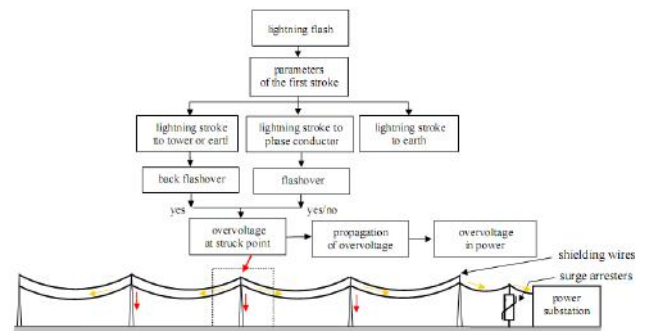 lightning flash
parameters
of the first stroke
lightning stroke
tio tower or earth
lightning stroke to
phase conductor
lightning stroke
to earth
back flashover
flashover
yes
yes/no
overvoltage
at struck point
propagation
of overvoltage
overvoltage
in power
shielding wires
surge arresters
power
substation